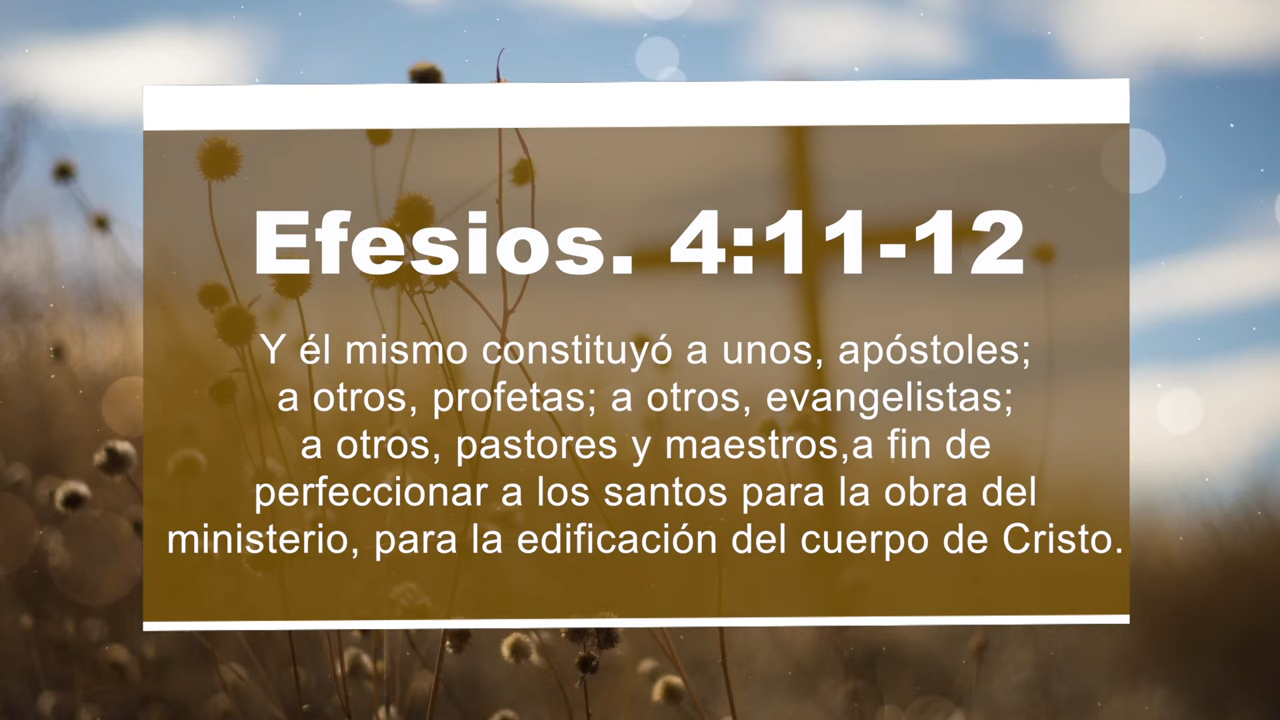 Efesios. 4:11-12
Y él mismo constituyó a unos, apóstoles;
a otros, profetas; a otros, evangelistas;
a otros, pastores y maestros,a fin de
perfeccionar a los santos para la obra del
ministerio, para la edificación del cuerpo de Cristo.